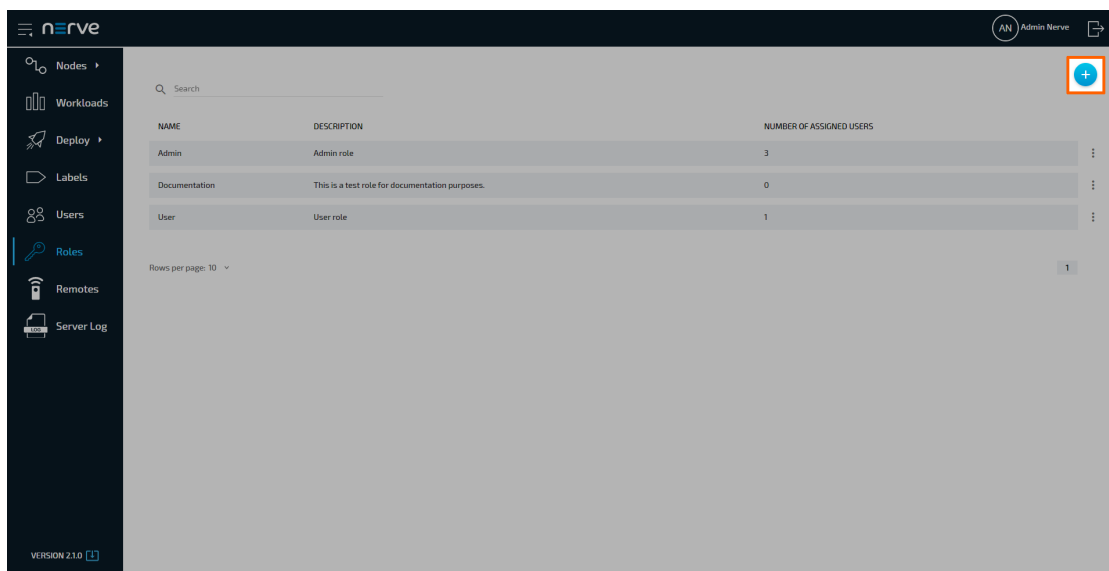 nerve
AN Admin Nerve
Nodes
Workloads
Deploy
Labels
Users
Roles
Remotes
LOG Server Log
VERSION 2.1.0
Search
NAME DESCRIPTION NUMBER OF ASSIGNED USERS
Admin Admin role 3
Documentation This is a test role for documentation purposes. 0
User User role 1
Rows per page: 10 1